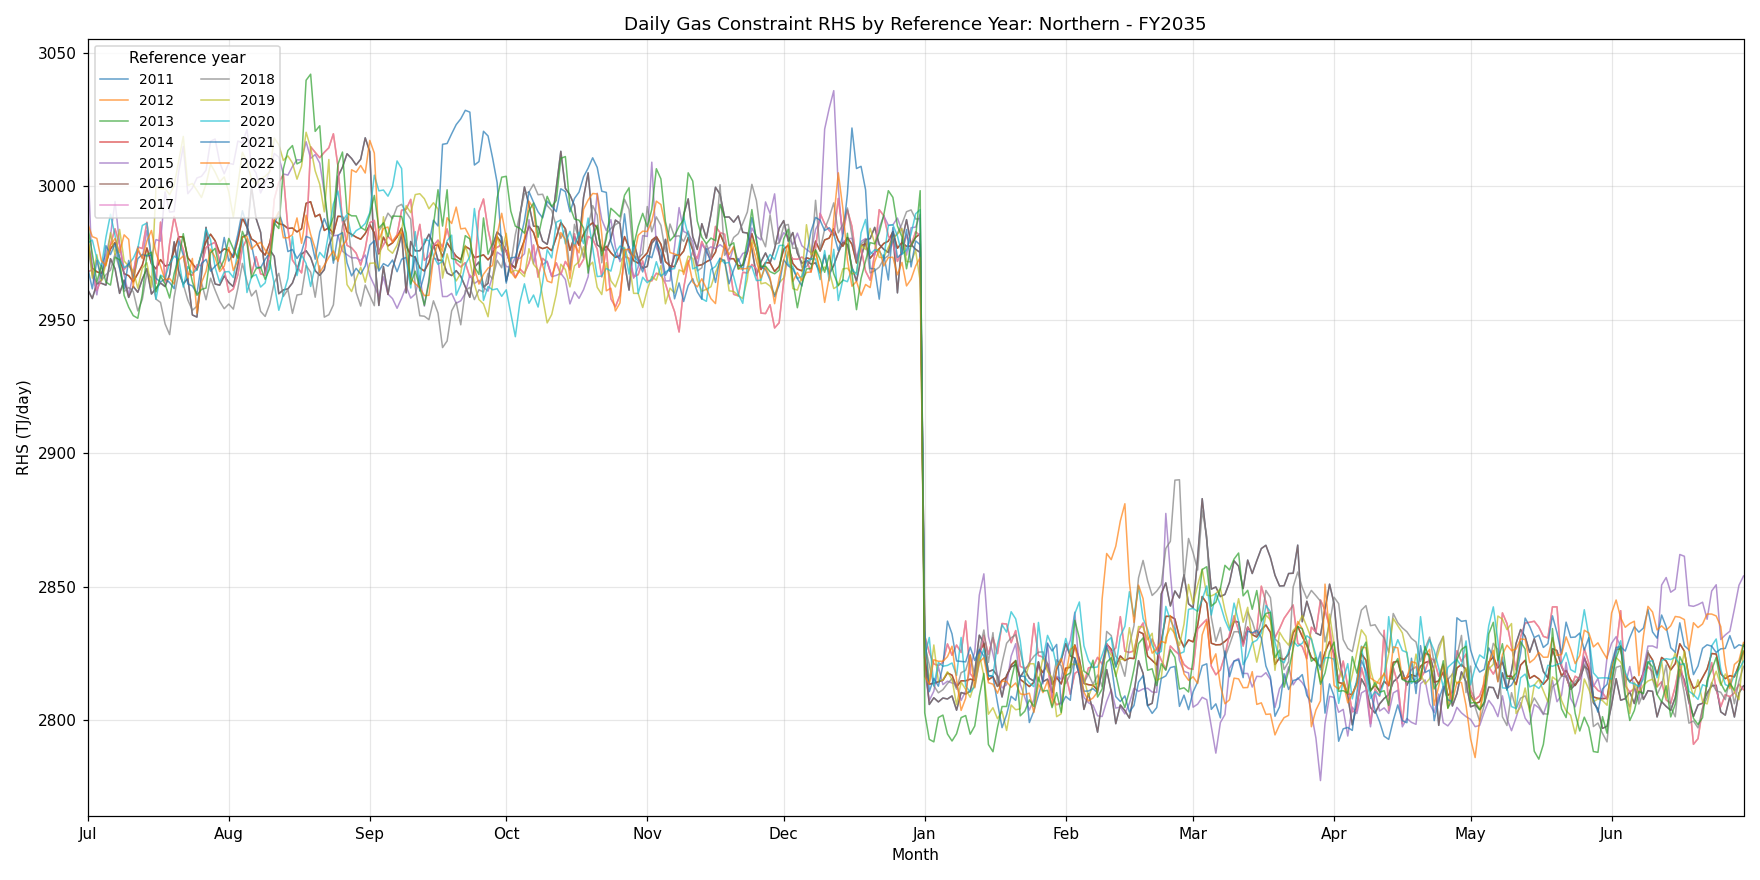 Daily Gas Constraint RHS by Reference Year: Northern - FY2035
Reference year
2011 2018
2012 2019
2013 2020
2014 2021
2015 2022
2016 2023
2017
RHS (TJ/day)
3050
3000
2950
2900
2850
2800
Jul Aug Sep Oct Nov Dec Jan Feb Mar Apr May Jun
Month